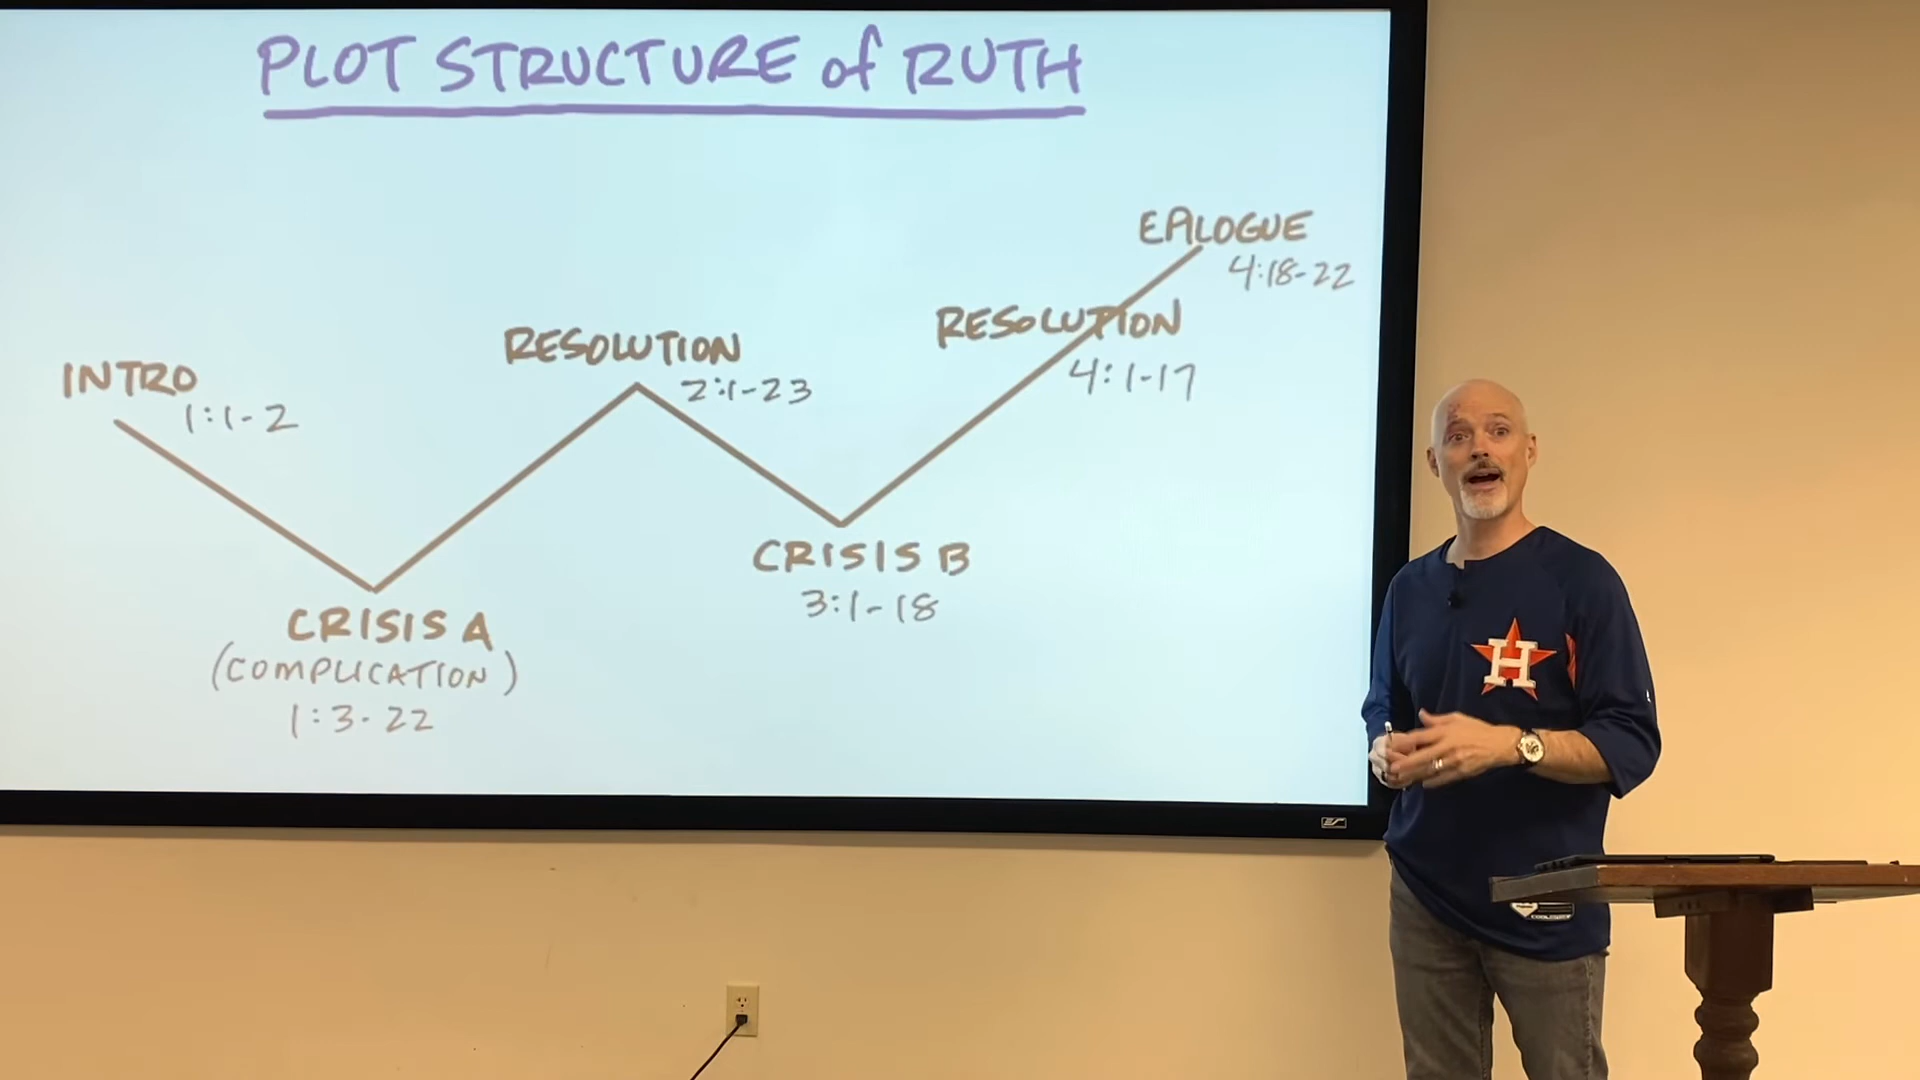 PLOT STRUCTURE of RUTH
INTRO
1:1-2
CRISIS A
(COMPLICATION)
1:3-22
RESOLUTION
2:1-23
CRISIS B
3:1-18
RESOLUTION
4:1-17
EPILOGUE
4:18-22
H